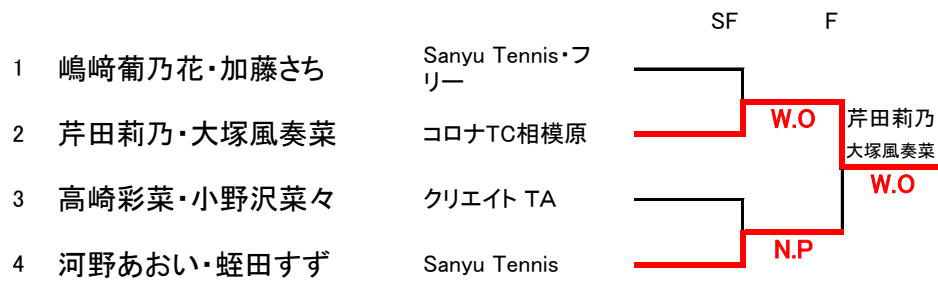 SF F
1 嶋﨑葡乃花・加藤さち Sanyu Tennis・フ
リー
2 芹田莉乃・大塚風奏菜 コロナTC相模原
W.O 芹田莉乃
大塚風奏菜
W.O
3 高崎彩菜・小野沢菜々 クリエイト TA
N.P
4 河野あおい・蛭田すず Sanyu Tennis